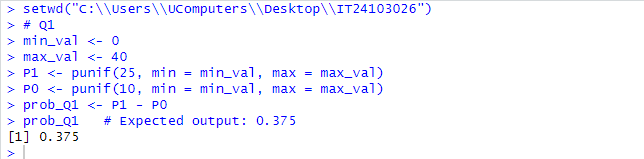 > setwd("C:\\Users\\UComputers\\Desktop\\IT24103026")
> # Q1
> min_val <- 0
> max_val <- 40
> P1 <- punif(25, min = min_val, max = max_val)
> P0 <- punif(10, min = min_val, max = max_val)
> prob_Q1 <- P1 - P0
> prob_Q1   # Expected output: 0.375
[1] 0.375
>